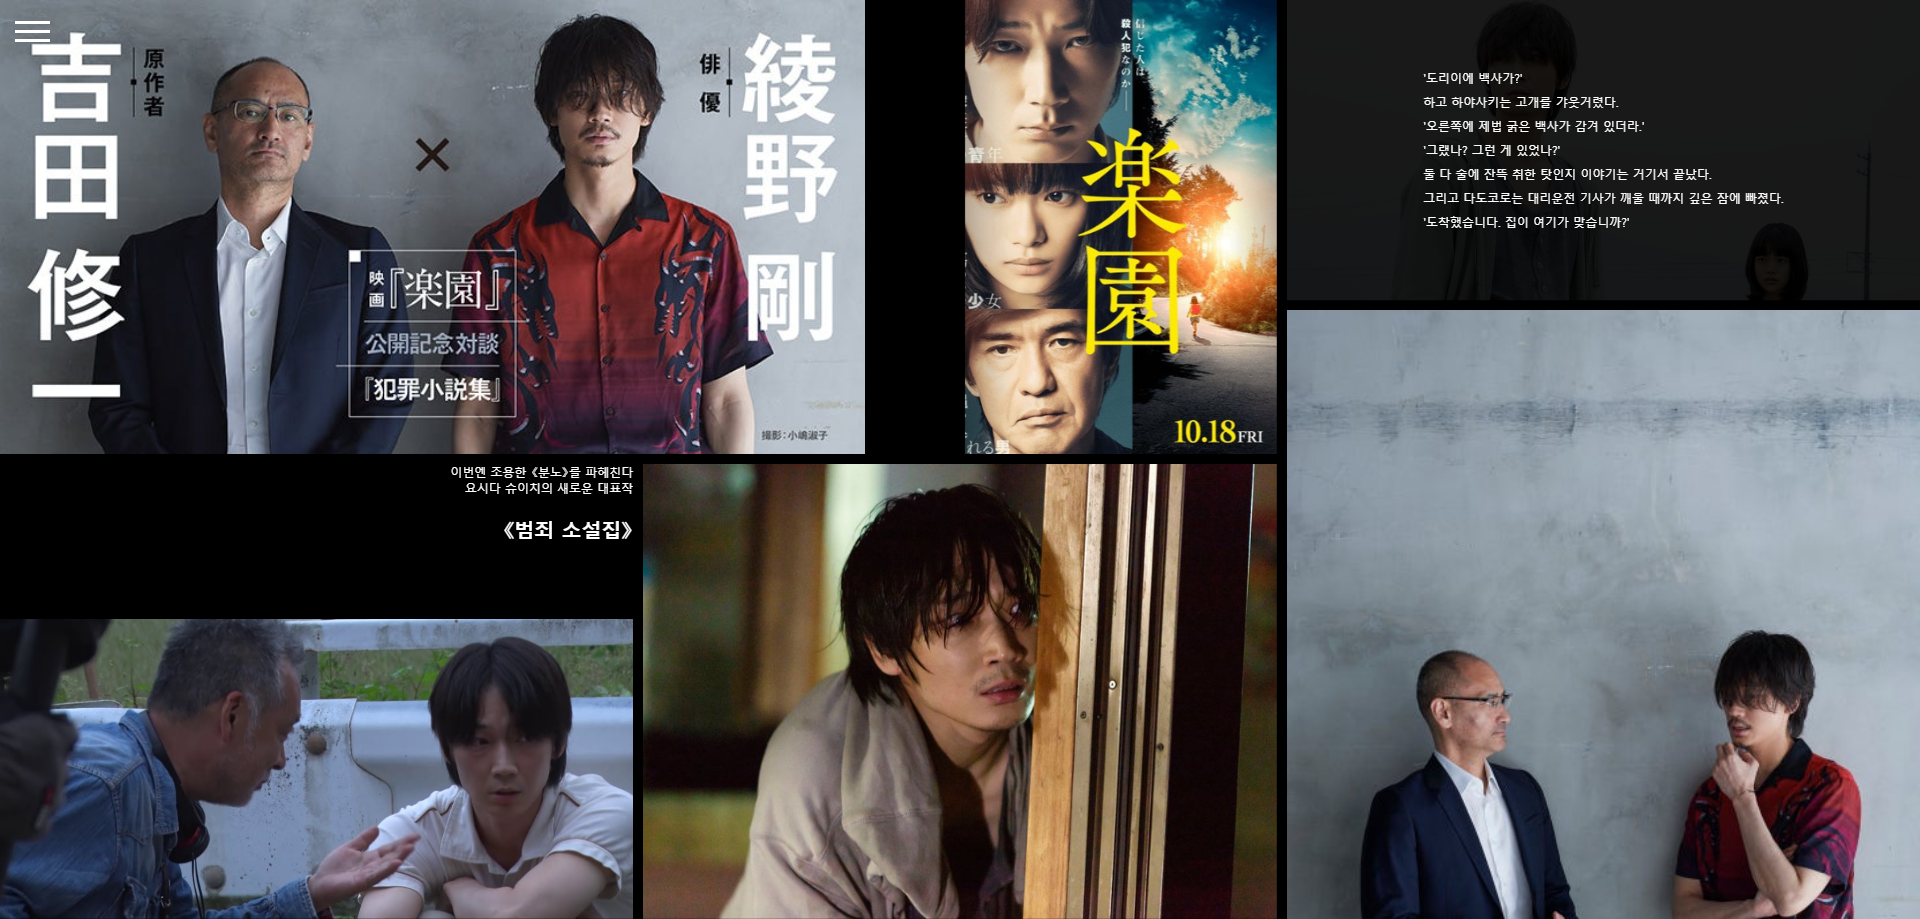 吉田修一
原作者
×
俳優
綾野剛
映画『楽園』
公開記念対談
『犯罪小説集』
撮影：小嶋淑子
信じた人は
殺人犯なのか──
青年
少女
れる男
楽園
10.18 FRI
'도리이에 백사가?'
하고 하야사키는 고개를 갸웃거렸다.
'오른쪽에 제법 굵은 백사가 감겨 있더라.'
'그랬나? 그런 게 있었나?'
둘 다 술에 잔뜩 취한 탓인지 이야기는 거기서 끝났다.
그리고 다도코로는 대리운전 기사가 깨울 때까지 깊은 잠에 빠졌다.
'도착했습니다. 집이 여기가 맞습니까?'
이번엔 조용한 《분노》를 파헤친다
요시다 슈이치의 새로운 대표작
《범죄 소설집》